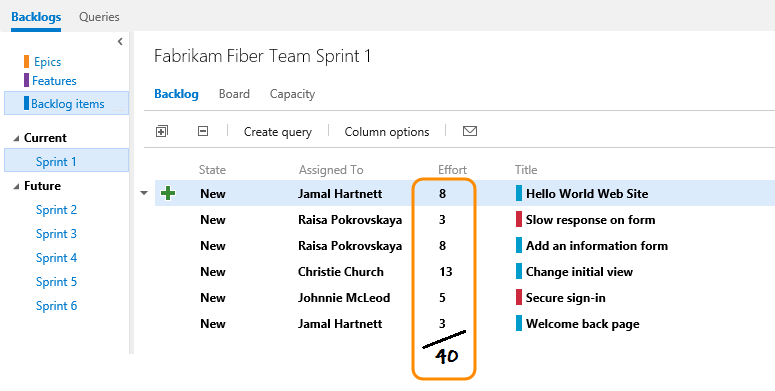 Backlogs Queries
Epics
Features
Backlog items
Current
Sprint 1
Future
Sprint 2
Sprint 3
Sprint 4
Sprint 5
Sprint 6
Fabrikam Fiber Team Sprint 1
Backlog Board Capacity
Create query Column options
State Assigned To Effort Title
New Jamal Hartnett 8 Hello World Web Site
New Raisa Pokrovskaya 3 Slow response on form
New Raisa Pokrovskaya 8 Add an information form
New Christie Church 13 Change initial view
New Johnnie McLeod 5 Secure sign-in
New Jamal Hartnett 3 Welcome back page
40